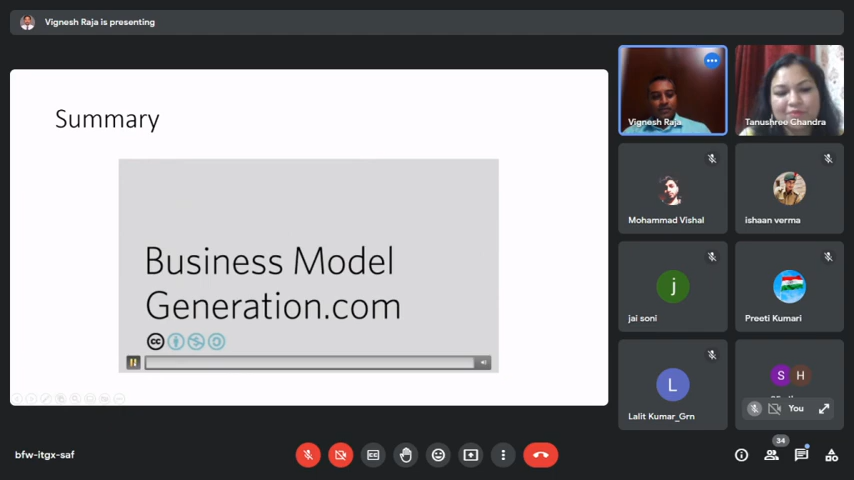 Vignesh Raja is presenting
Summary
Business Model
Generation.com
cc
Vignesh Raja
Tanushree Chandra
Mohammad Vishal
ishaan verma
j
jai soni
Preeti Kumari
L
Lalit Kumar_Grn
S H
You
bfw-itgx-saf
34